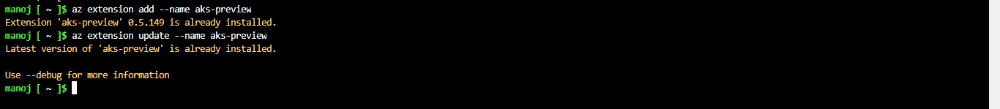 manoj [ ~ ]$ az extension add --name aks-preview
Extension 'aks-preview' 0.5.149 is already installed.
manoj [ ~ ]$ az extension update --name aks-preview
Latest version of 'aks-preview' is already installed.
Use --debug for more information
manoj [ ~ ]$